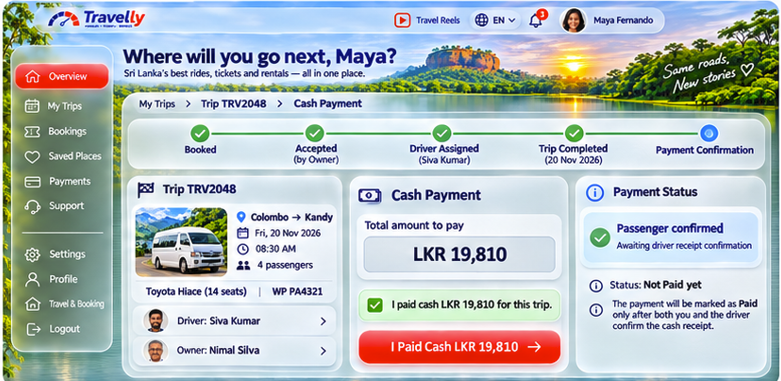 Travelly
Travel Reels
EN
3
Maya Fernando
Where will you go next, Maya?
Sri Lanka's best rides, tickets and rentals — all in one place.
Same roads,
New stories
Overview
My Trips
Bookings
Saved Places
Payments
Support
Settings
Profile
Travel & Booking
Logout
My Trips > Trip TRV2048 > Cash Payment
Booked
Accepted
(by Owner)
Driver Assigned
(Siva Kumar)
Trip Completed
(20 Nov 2026)
Payment Confirmation
Trip TRV2048
Colombo → Kandy
Fri, 20 Nov 2026
08:30 AM
4 passengers
Toyota Hiace (14 seats) | WP PA4321
Driver: Siva Kumar
Owner: Nimal Silva
Cash Payment
Total amount to pay
LKR 19,810
I paid cash LKR 19,810 for this trip.
I Paid Cash LKR 19,810 →
Payment Status
Passenger confirmed
Awaiting driver receipt confirmation
Status: Not Paid yet
The payment will be marked as Paid
only after both you and the driver
confirm the cash receipt.